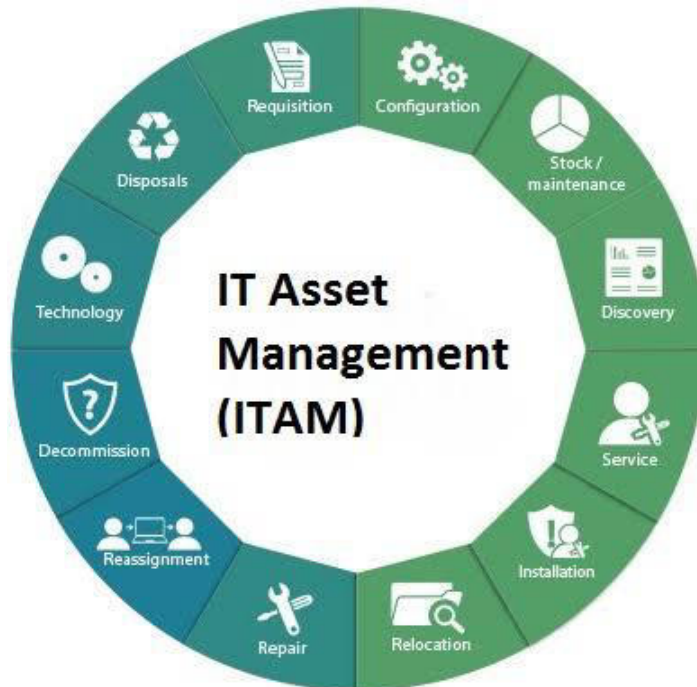 Requisition
Configuration
Stock /
maintenance
Discovery
Service
Installation
Relocation
Repair
Reassignment
Decommission
Technology
Disposals
IT Asset
Management
(ITAM)
?
!